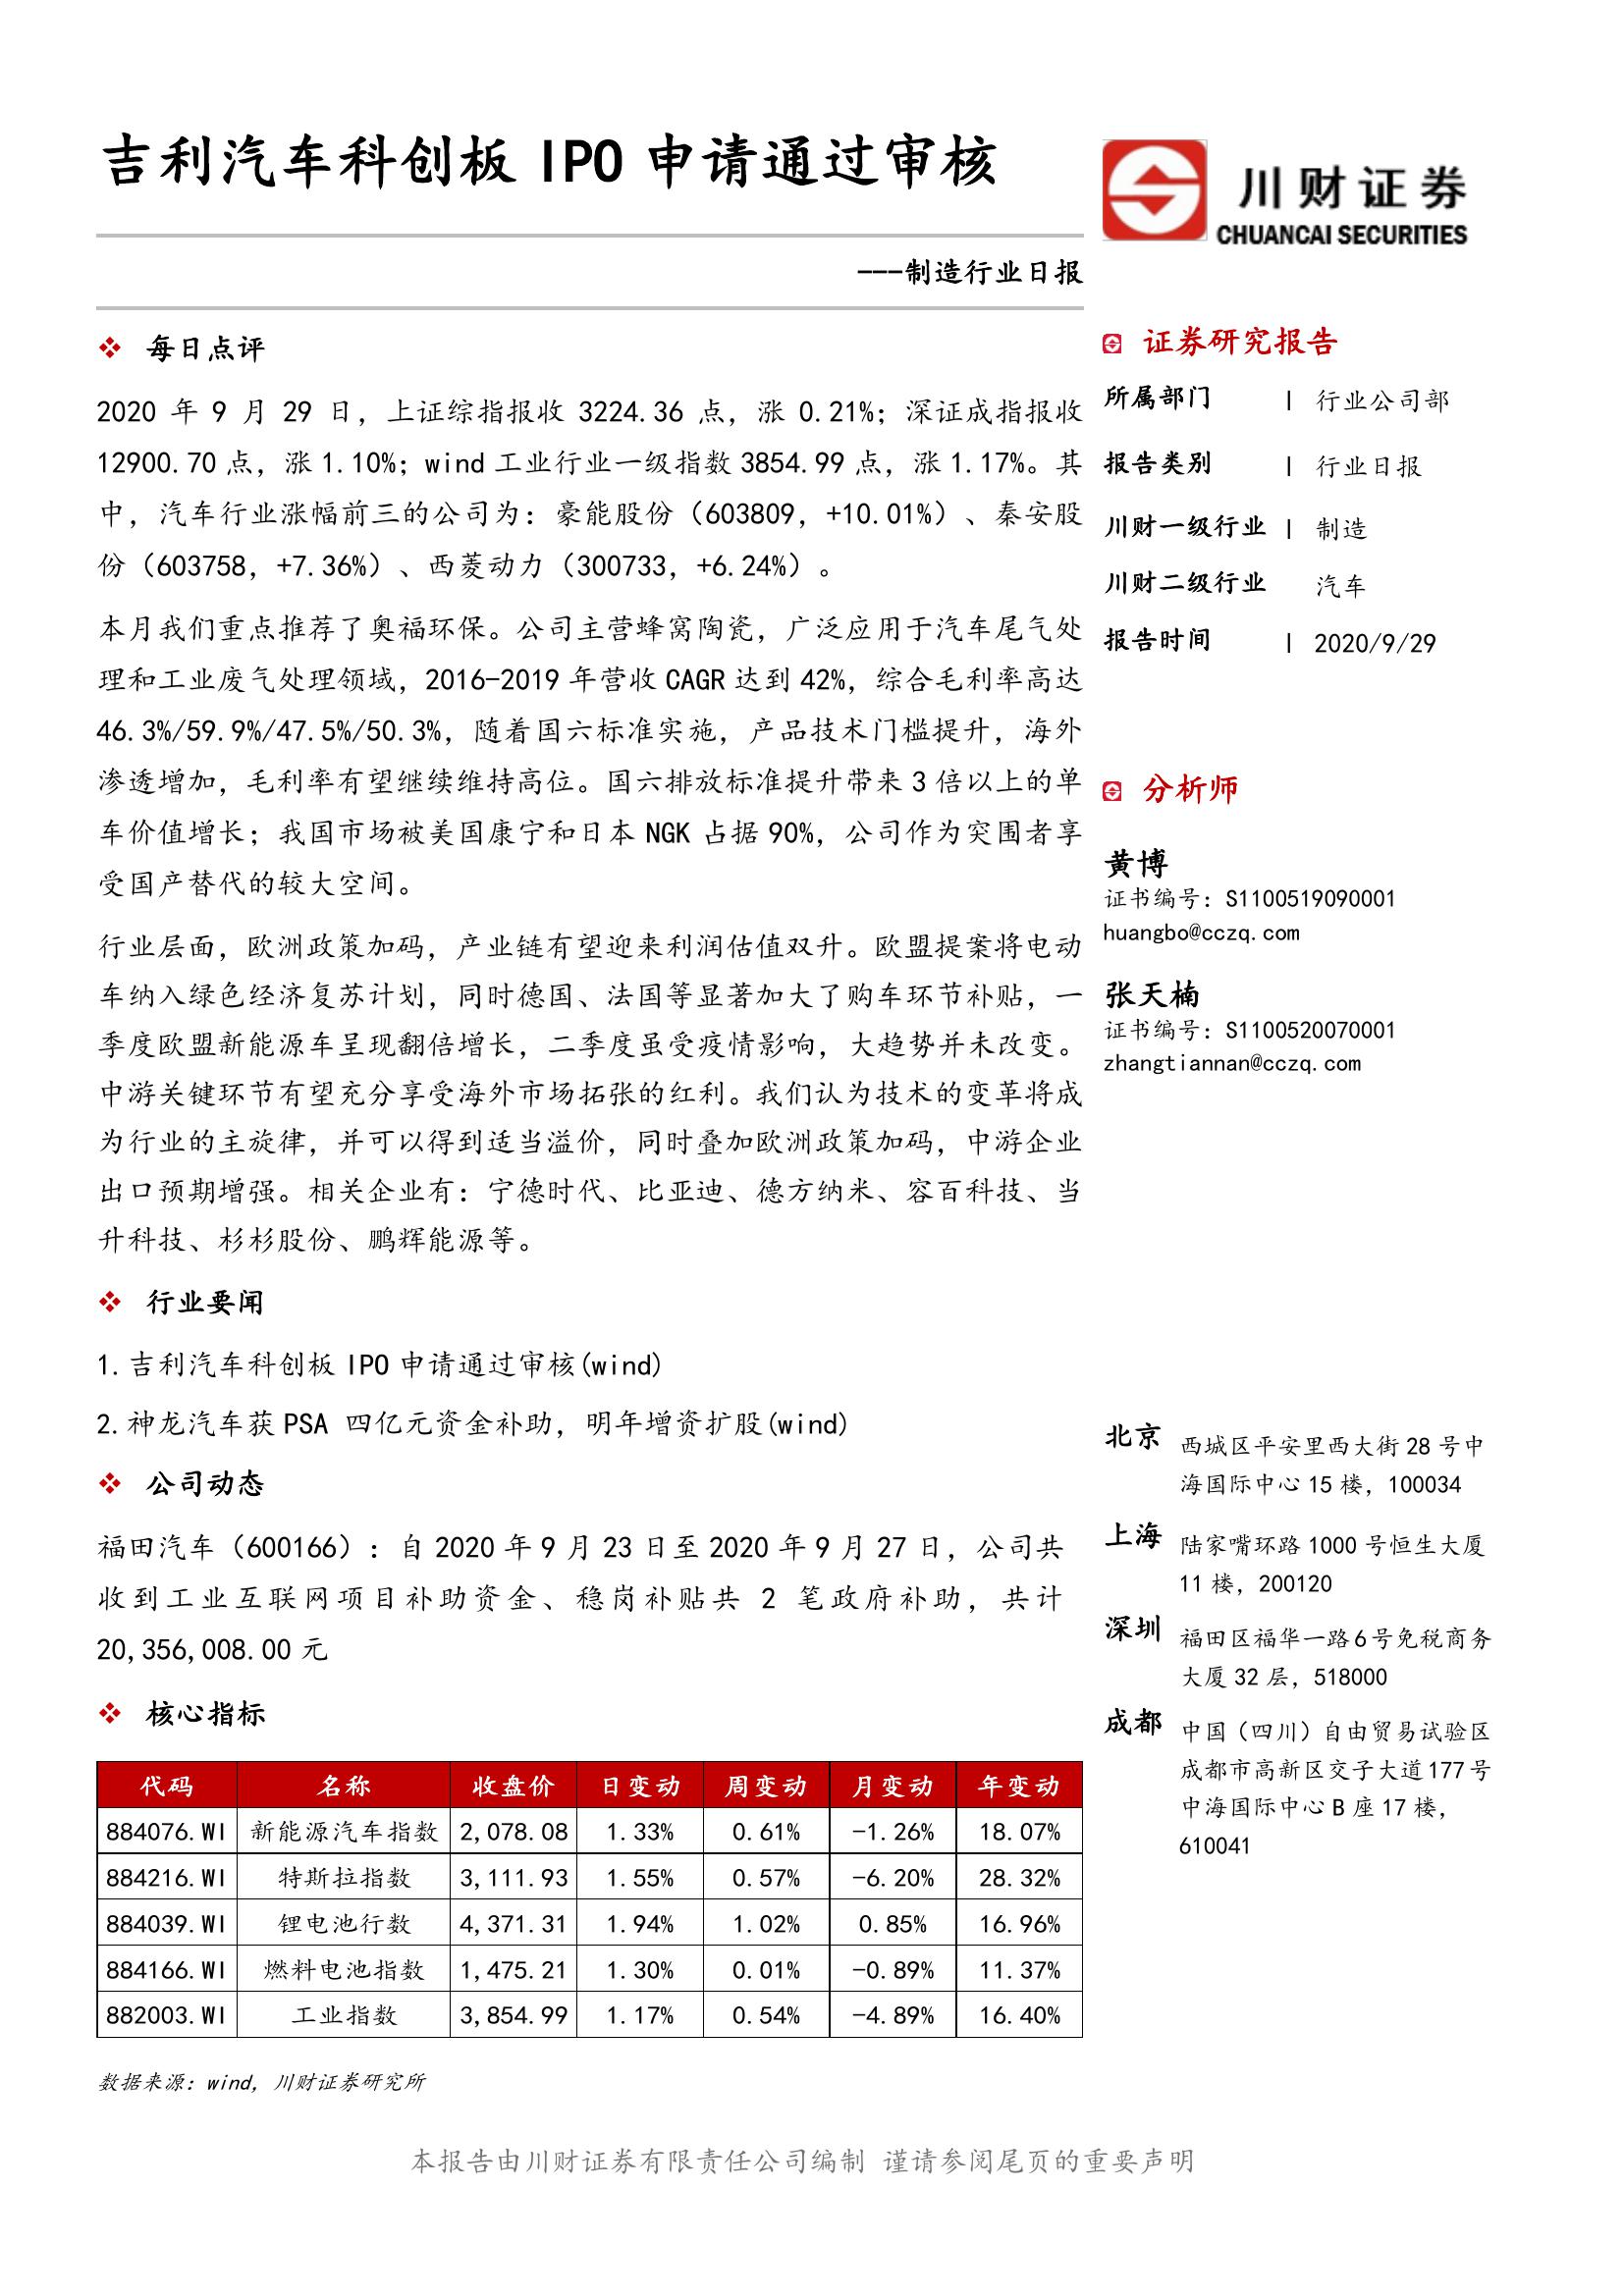 吉利汽车科创板 IPO 申请通过审核
---制造行业日报
❖ 每日点评
2020 年 9 月 29 日，上证综指报收 3224.36 点，涨 0.21%；深证成指报收
12900.70 点，涨 1.10%；wind 工业行业一级指数 3854.99 点，涨 1.17%。其
中，汽车行业涨幅前三的公司为：豪能股份（603809，+10.01%）、秦安股
份（603758，+7.36%）、西菱动力（300733，+6.24%）。
本月我们重点推荐了奥福环保。公司主营蜂窝陶瓷，广泛应用于汽车尾气处
理和工业废气处理领域，2016-2019 年营收 CAGR 达到 42%，综合毛利率高达
46.3%/59.9%/47.5%/50.3%，随着国六标准实施，产品技术门槛提升，海外
渗透增加，毛利率有望继续维持高位。国六排放标准提升带来 3 倍以上的单
车价值增长；我国市场被美国康宁和日本 NGK 占据 90%，公司作为突围者享
受国产替代的较大空间。
行业层面，欧洲政策加码，产业链有望迎来利润估值双升。欧盟提案将电动
车纳入绿色经济复苏计划，同时德国、法国等显著加大了购车环节补贴，一
季度欧盟新能源车呈现翻倍增长，二季度虽受疫情影响，大趋势并未改变。
中游关键环节有望充分享受海外市场拓张的红利。我们认为技术的变革将成
为行业的主旋律，并可以得到适当溢价，同时叠加欧洲政策加码，中游企业
出口预期增强。相关企业有：宁德时代、比亚迪、德方纳米、容百科技、当
升科技、杉杉股份、鹏辉能源等。
❖ 行业要闻
1.吉利汽车科创板 IPO 申请通过审核(wind)
2.神龙汽车获 PSA 四亿元资金补助，明年增资扩股(wind)
❖ 公司动态
福田汽车（600166）：自 2020 年 9 月 23 日至 2020 年 9 月 27 日，公司共
收到工业互联网项目补助资金、稳岗补贴共 2 笔政府补助，共计
20,356,008.00 元
❖ 核心指标
代码 名称 收盘价 日变动 周变动 月变动 年变动
884076.WI 新能源汽车指数 2,078.08 1.33% 0.61% -1.26% 18.07%
884216.WI 特斯拉指数 3,111.93 1.55% 0.57% -6.20% 28.32%
884039.WI 锂电池行数 4,371.31 1.94% 1.02% 0.85% 16.96%
884166.WI 燃料电池指数 1,475.21 1.30% 0.01% -0.89% 11.37%
882003.WI 工业指数 3,854.99 1.17% 0.54% -4.89% 16.40%
数据来源：wind，川财证券研究所
川财证券
CHUANCAI SECURITIES
证券研究报告
所属部门 | 行业公司部
报告类别 | 行业日报
川财一级行业 | 制造
川财二级行业 汽车
报告时间 | 2020/9/29
分析师
黄博
证书编号：S1100519090001
huangbo@cczq.com
张天楠
证书编号：S1100520070001
zhangtiannan@cczq.com
北京 西城区平安里西大街 28 号中
海国际中心 15 楼，100034
上海 陆家嘴环路 1000 号恒生大厦
11 楼，200120
深圳 福田区福华一路 6 号免税商务
大厦 32 层，518000
成都 中国（四川）自由贸易试验区
成都市高新区交子大道 177 号
中海国际中心 B 座 17 楼，
610041
本报告由川财证券有限责任公司编制 谨请参阅尾页的重要声明